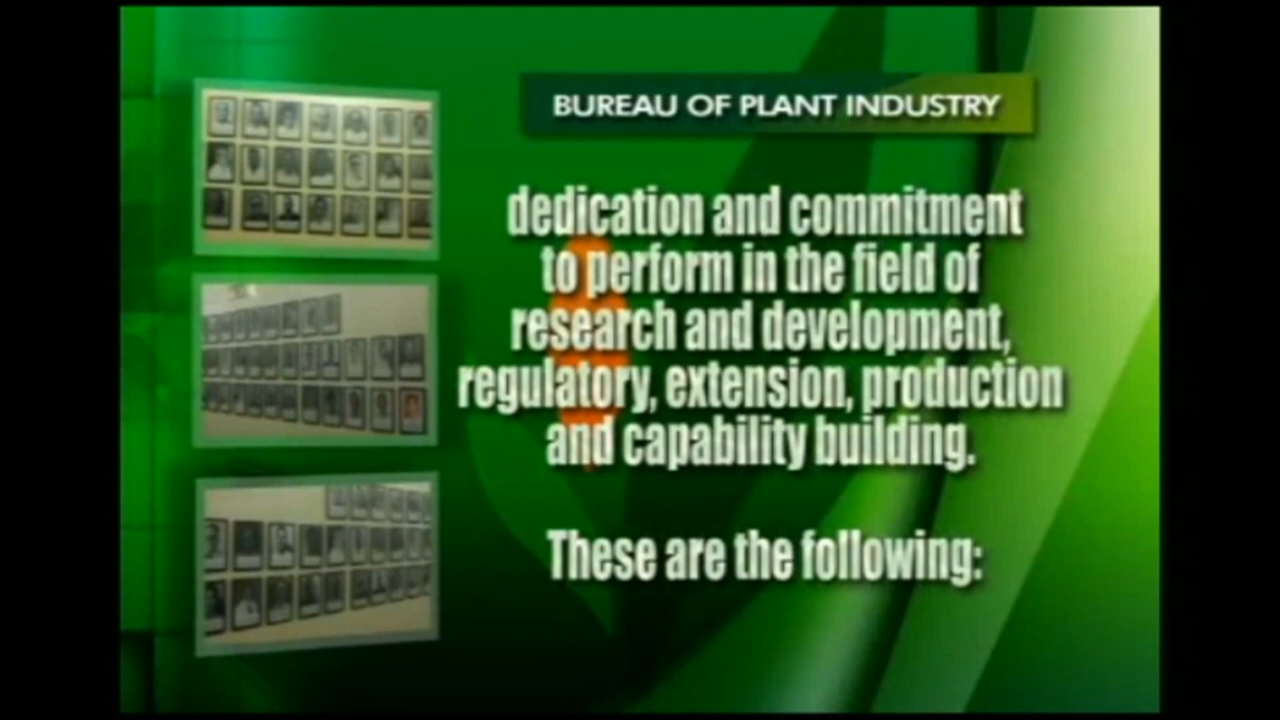 BUREAU OF PLANT INDUSTRY
dedication and commitment
to perform in the field of
research and development,
regulatory, extension, production
and capability building.
These are the following: